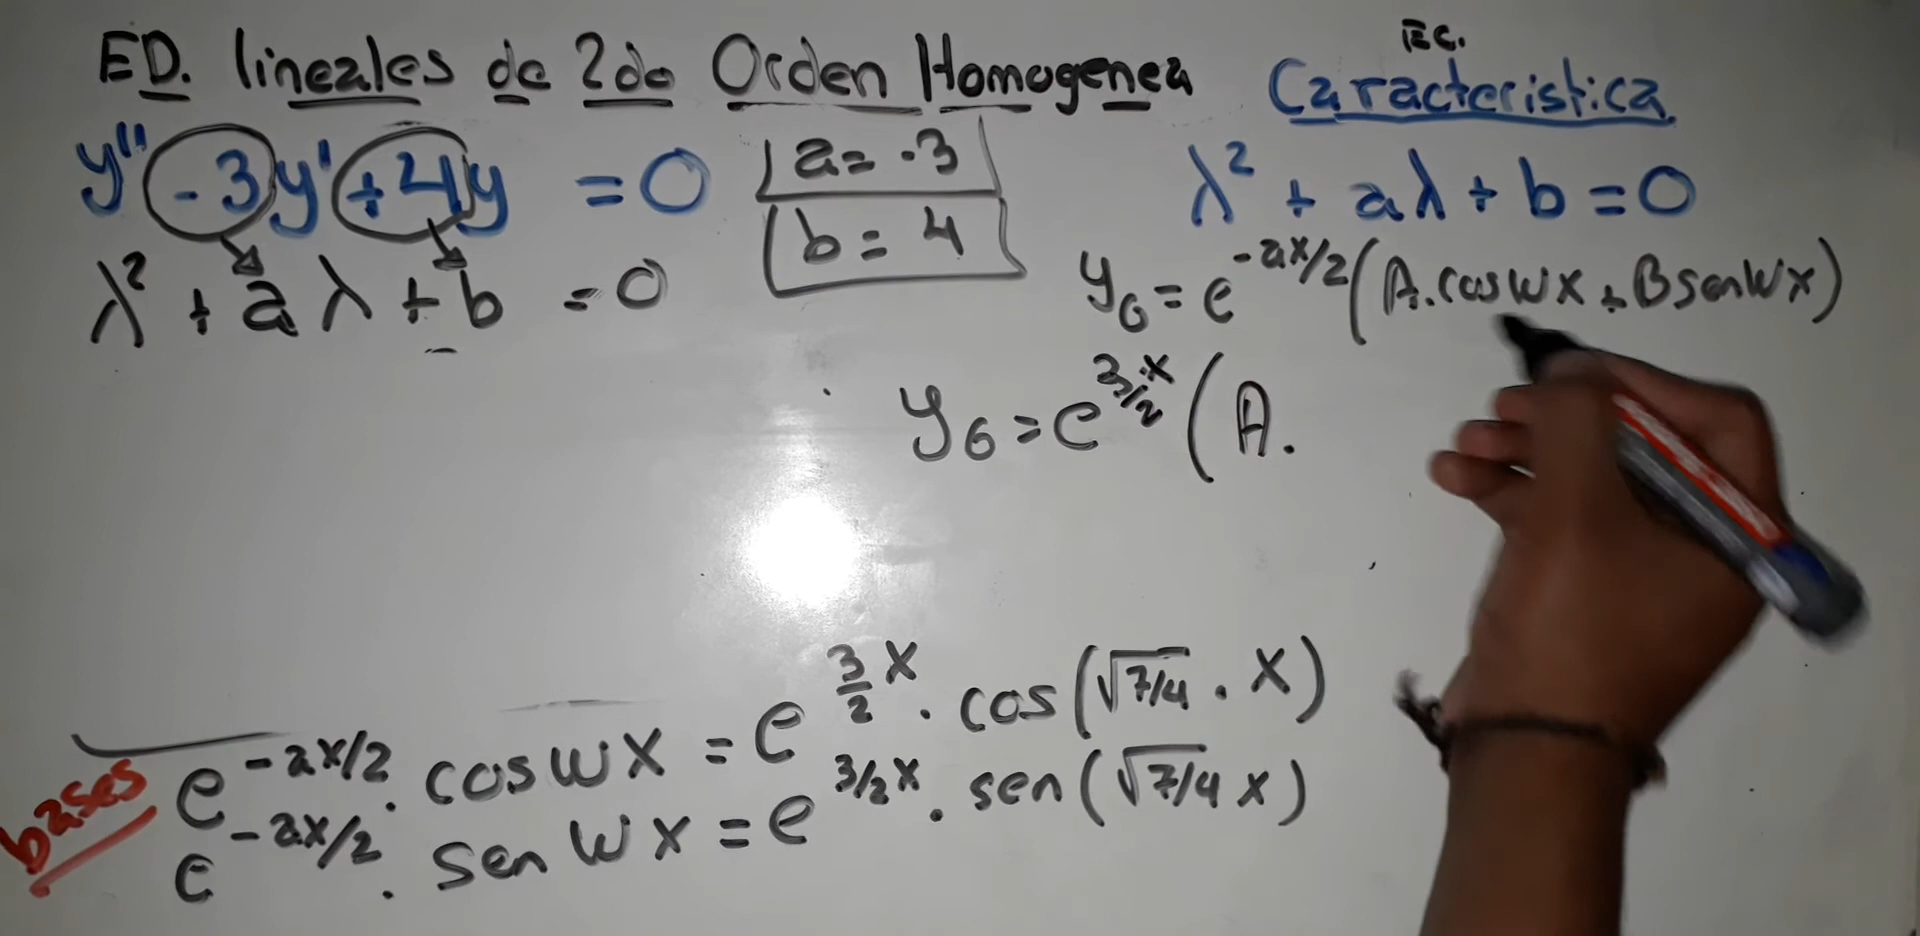 ED. lineales de 2do Orden Homogenea
Ec.
Caracteristica
y'' -3y' +4y = 0
a = -3
b = 4
λ² + aλ + b = 0
λ² + aλ + b = 0
y_G = e^{-ax/2} (A. cos wx + B sen wx)
y_G = e^{3/2 x} (A.
bases
e^{-ax/2} . cos wx = e^{3/2 x} . cos (√7/4 . x)
e^{-ax/2} . sen wx = e^{3/2 x} . sen (√7/4 x)